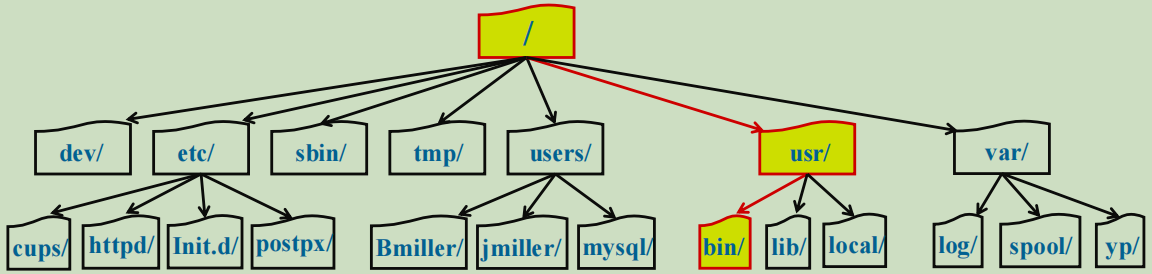 /
dev/ etc/ sbin/ tmp/ users/ usr/ var/
cups/ httpd/ Init.d/ postpx/ Bmiller/ jmiller/ mysql/ bin/ lib/ local/ log/ spool/ yp/